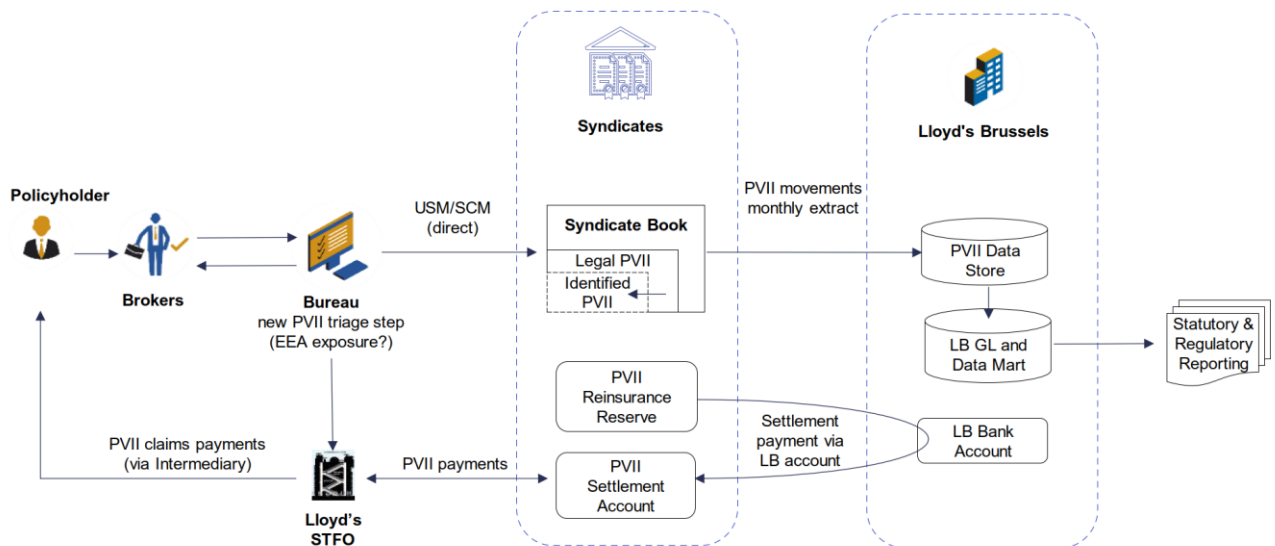 Syndicates
Lloyd's Brussels
Policyholder
Brokers
Bureau
new PVII triage step
(EEA exposure?)
USM/SCM
(direct)
Syndicate Book
Legal PVII
Identified
PVII
PVII movements
monthly extract
PVII Data
Store
LB GL and
Data Mart
Statutory &
Regulatory
Reporting
PVII
Reinsurance
Reserve
Settlement
payment via
LB account
LB Bank
Account
PVII claims payments
(via Intermediary)
Lloyd's
STFO
PVII payments
PVII
Settlement
Account